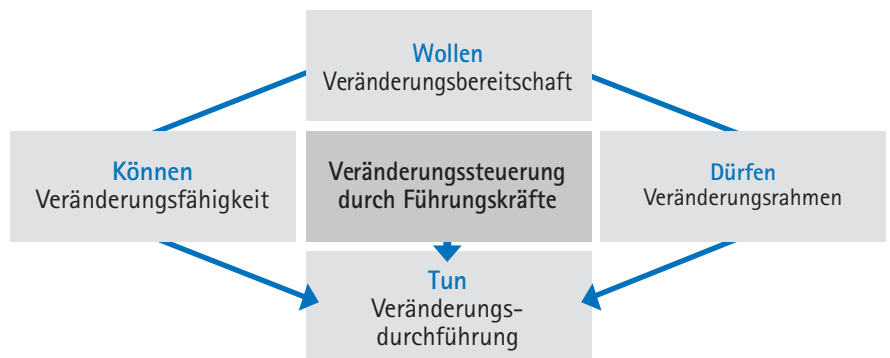 Wollen
Veränderungsbereitschaft
Können
Veränderungsfähigkeit
Veränderungssteuerung
durch Führungskräfte
Dürfen
Veränderungsrahmen
Tun
Veränderungs-
durchführung